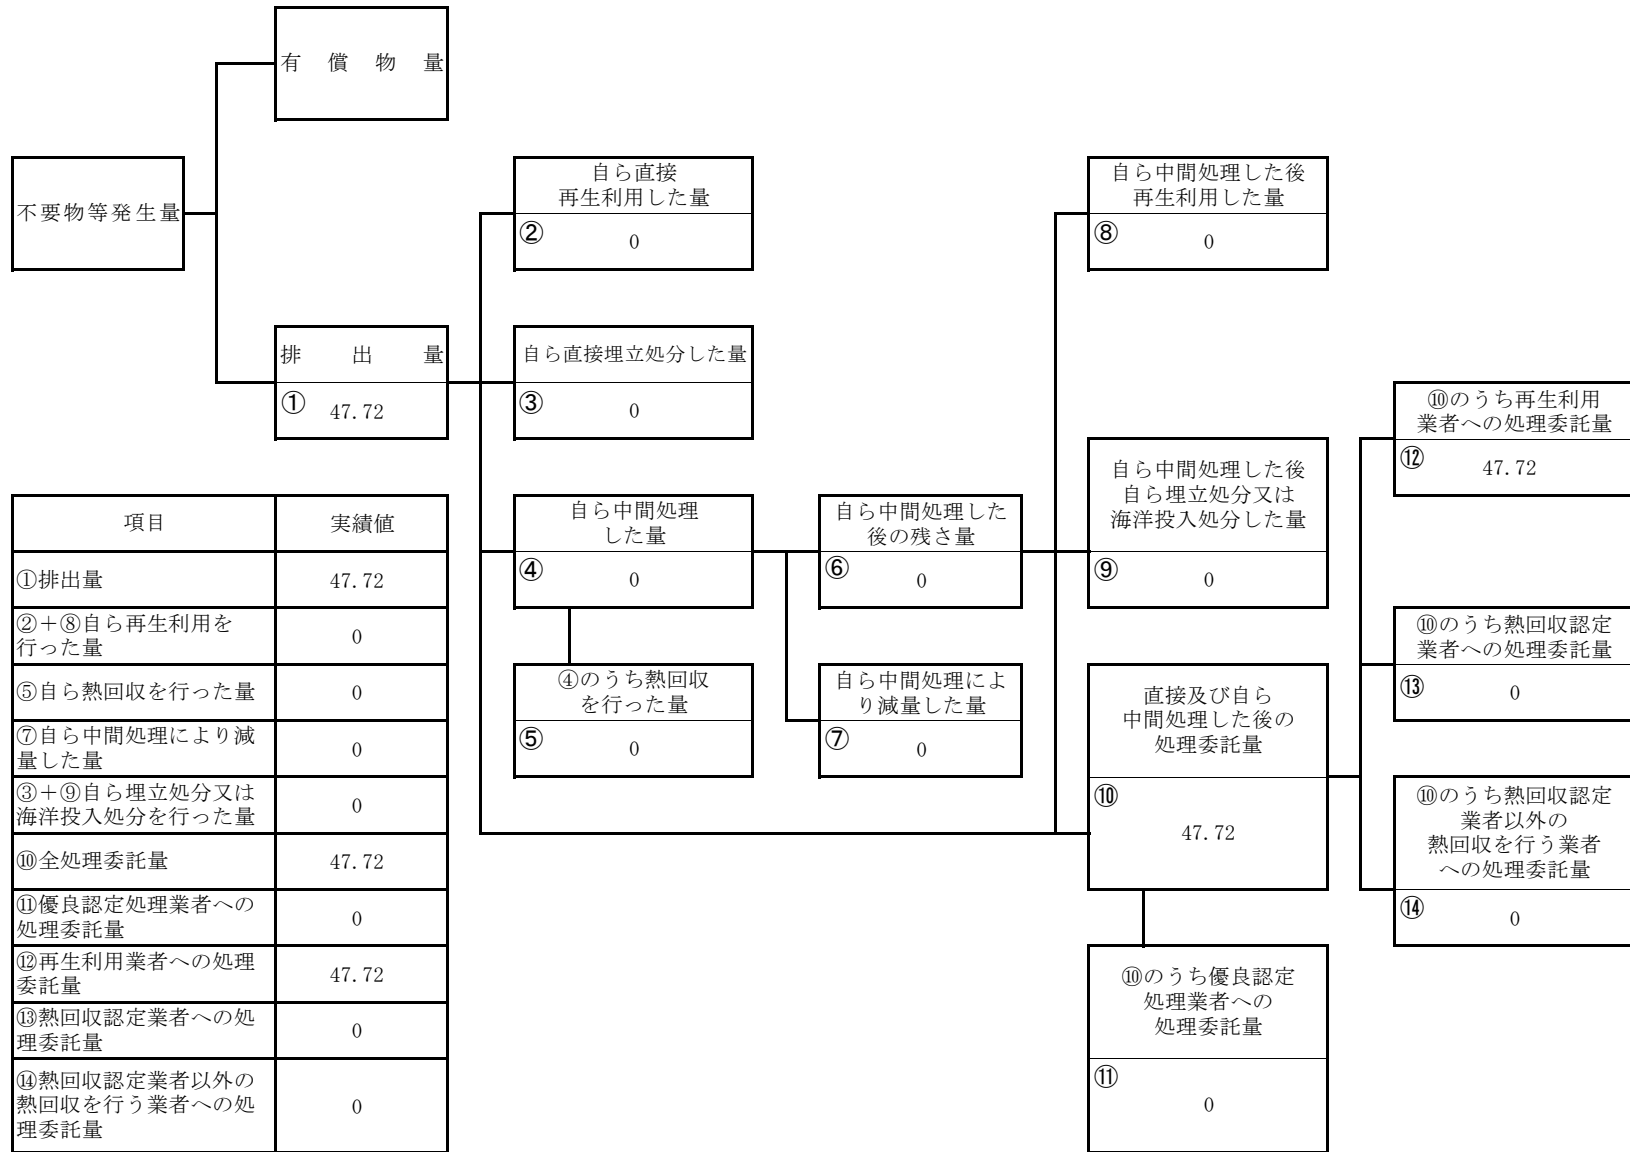 有償物量
不要物等発生量
自ら直接
再生利用した量
② 0
自ら中間処理した後
再生利用した量
⑧ 0
排出量
① 47.72
自ら直接埋立処分した量
③ 0
⑩のうち再生利用
業者への処理委託量
⑫ 47.72
自ら中間処理
した量
④ 0
自ら中間処理した
後の残さ量
⑥ 0
自ら中間処理した後
自ら埋立処分又は
海洋投入処分した量
⑨ 0
⑩のうち熱回収認定
業者への処理委託量
⑬ 0
④のうち熱回収
を行った量
⑤ 0
自ら中間処理によ
り減量した量
⑦ 0
直接及び自ら
中間処理した後の
処理委託量
⑩
47.72
⑩のうち熱回収認定
業者以外の
熱回収を行う業者
への処理委託量
⑭ 0
⑩のうち優良認定
処理業者への
処理委託量
⑪
0
項目 実績値
①排出量 47.72
②＋⑧自ら再生利用を
行った量 0
⑤自ら熱回収を行った量 0
⑦自ら中間処理により減
量した量 0
③＋⑨自ら埋立処分又は
海洋投入処分を行った量 0
⑩全処理委託量 47.72
⑪優良認定処理業者への
処理委託量 0
⑫再生利用業者への処理
委託量 47.72
⑬熱回収認定業者への処
理委託量 0
⑭熱回収認定業者以外の
熱回収を行う業者への処
理委託量 0